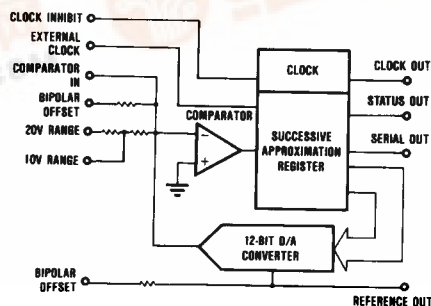 CLOCK INHIBIT
EXTERNAL
CLOCK
COMPARATOR
IN
BIPOLAR
OFFSET
20V RANGE
10V RANGE
COMPARATOR
−
+
CLOCK
SUCCESSIVE
APPROXIMATION
REGISTER
CLOCK OUT
STATUS OUT
SERIAL OUT
12-BIT D/A
CONVERTER
BIPOLAR
OFFSET
REFERENCE OUT